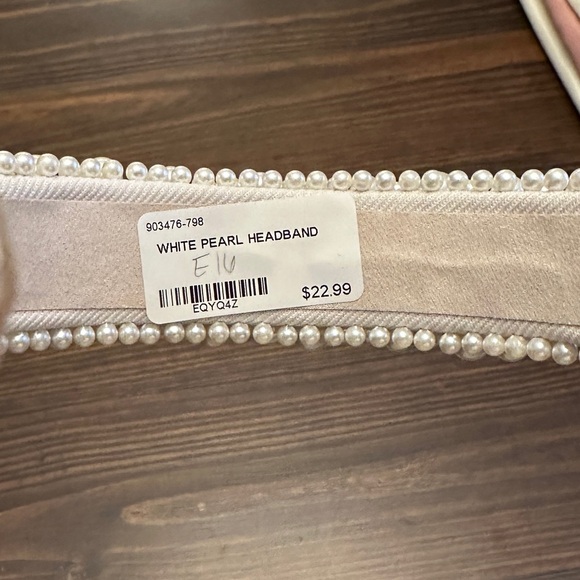 903476-798
WHITE PEARL HEADBAND
E16
EQYQ4Z
$22.99